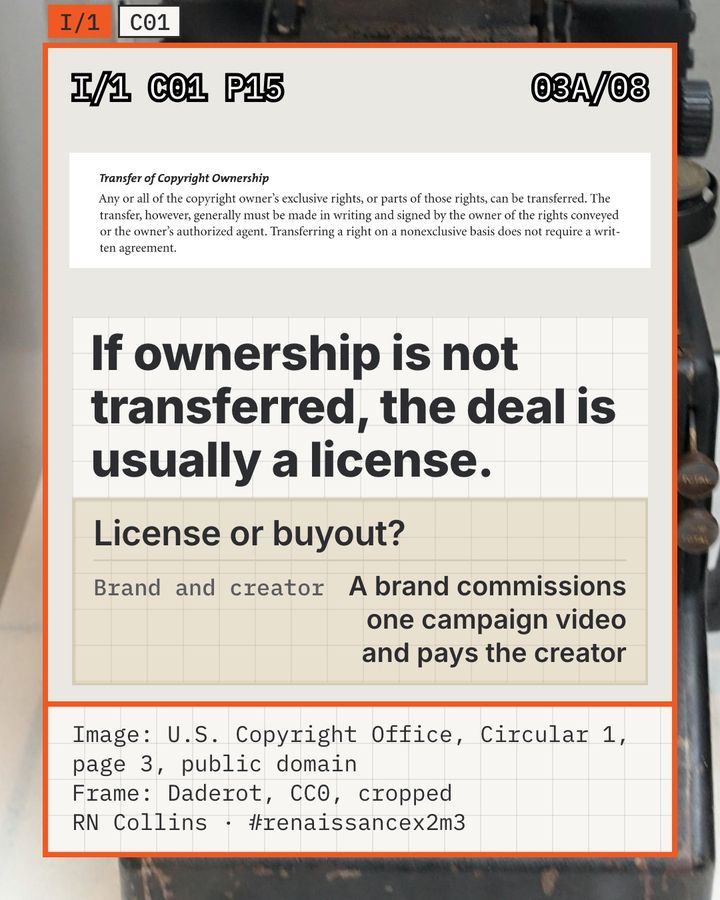 I/1 C01
I/1 C01 P15 03A/08
Transfer of Copyright Ownership
Any or all of the copyright owner’s exclusive rights, or parts of those rights, can be transferred. The
transfer, however, generally must be made in writing and signed by the owner of the rights conveyed
or the owner’s authorized agent. Transferring a right on a nonexclusive basis does not require a writ-
ten agreement.
If ownership is not
transferred, the deal is
usually a license.
License or buyout?
Brand and creator A brand commissions
one campaign video
and pays the creator
Image: U.S. Copyright Office, Circular 1,
page 3, public domain
Frame: Daderot, CC0, cropped
RN Collins · #renaissancex2m3